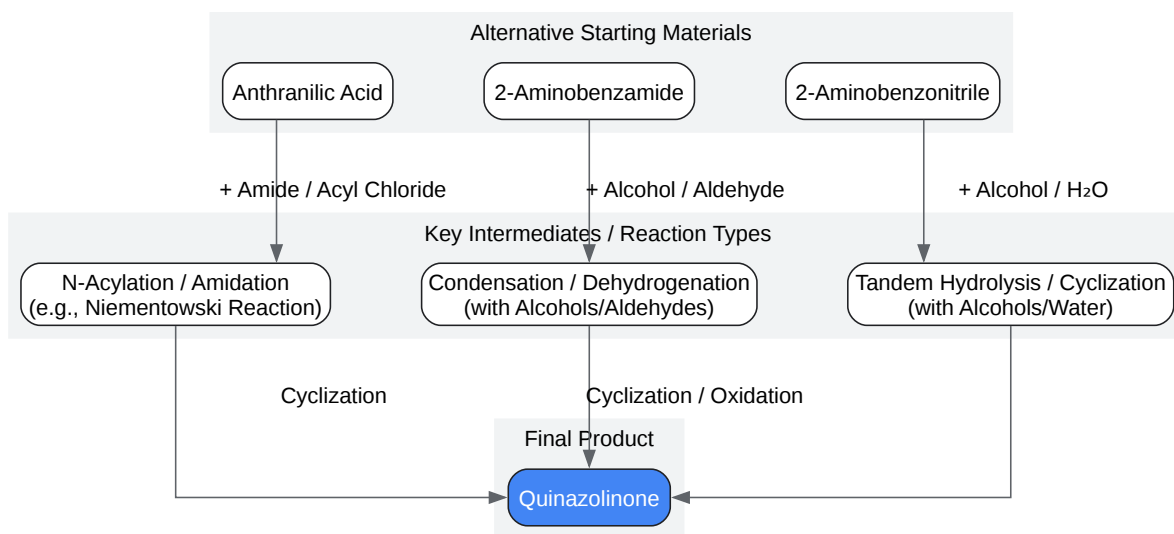 Alternative Starting Materials
Anthranilic Acid
2-Aminobenzamide
2-Aminobenzonitrile
+ Amide / Acyl Chloride
+ Alcohol / Aldehyde
+ Alcohol / H₂O
Key Intermediates / Reaction Types
N-Acylation / Amidation
(e.g., Niementowski Reaction)
Condensation / Dehydrogenation
(with Alcohols/Aldehydes)
Tandem Hydrolysis / Cyclization
(with Alcohols/Water)
Cyclization
Cyclization / Oxidation
Final Product
Quinazolinone